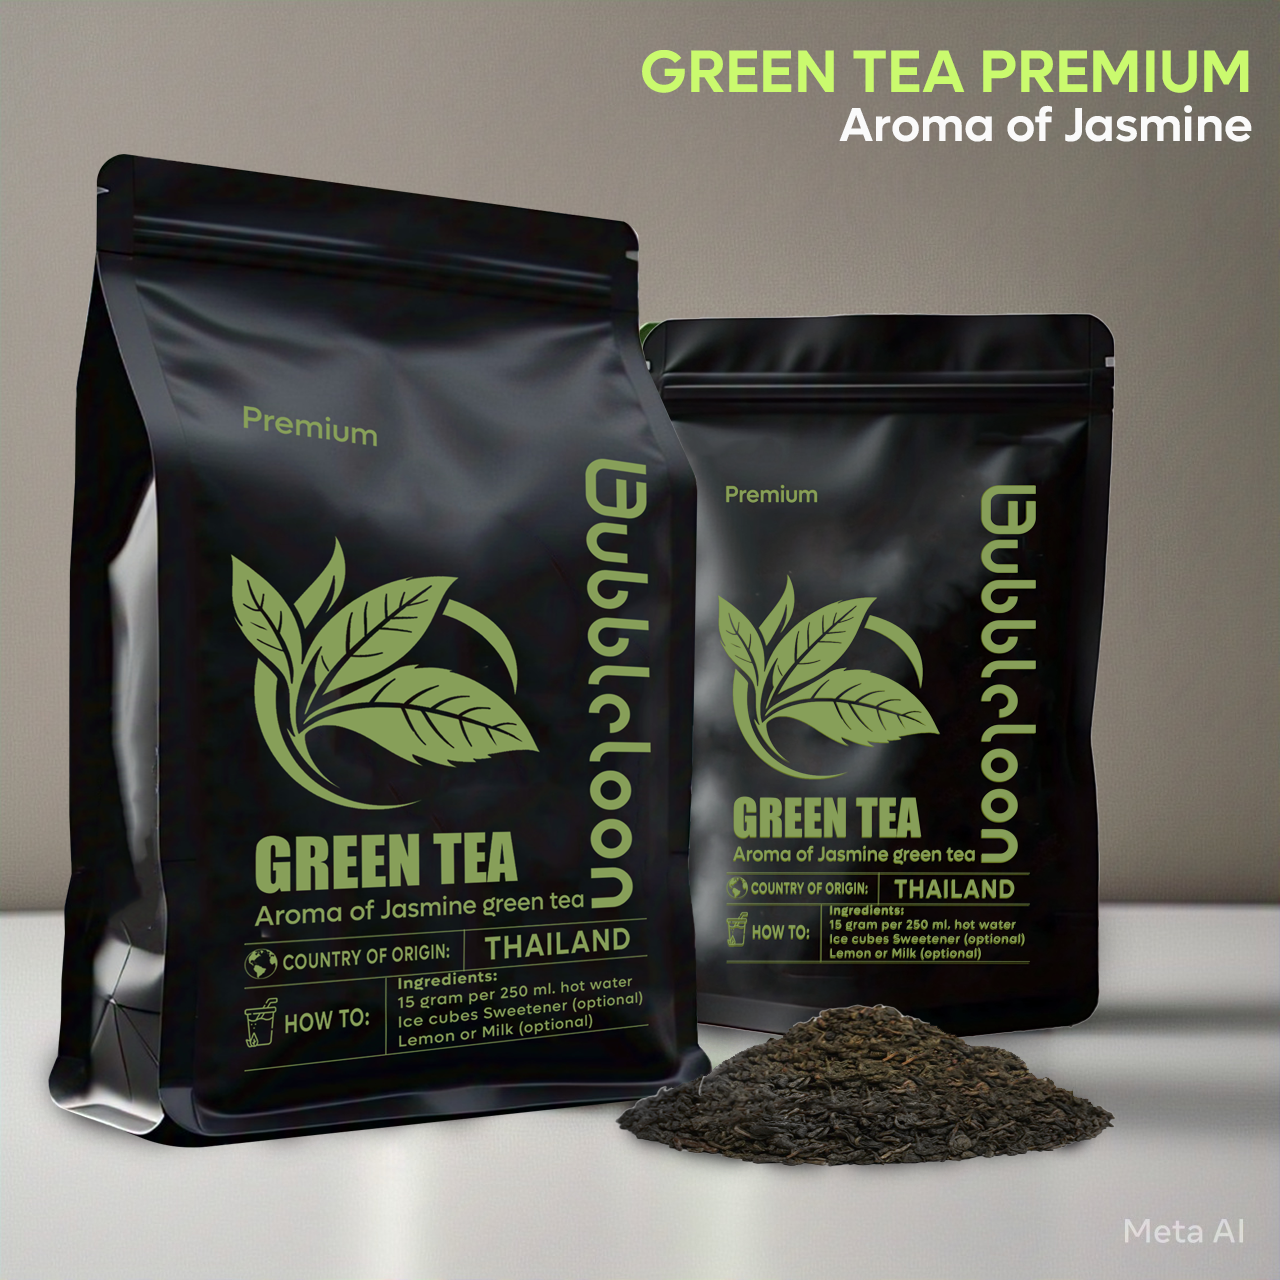 GREEN TEA PREMIUM
Aroma of Jasmine
Premium
Bubbleloon
GREEN TEA
Aroma of Jasmine green tea
COUNTRY OF ORIGIN:
THAILAND
HOW TO:
Ingredients:
15 gram per 250 ml. hot water
Ice cubes Sweetener (optional)
Lemon or Milk (optional)
Premium
Bubbleloon
GREEN TEA
Aroma of Jasmine green tea
COUNTRY OF ORIGIN:
THAILAND
HOW TO:
Ingredients:
15 gram per 250 ml. hot water
Ice cubes Sweetener (optional)
Lemon or Milk (optional)
Meta AI